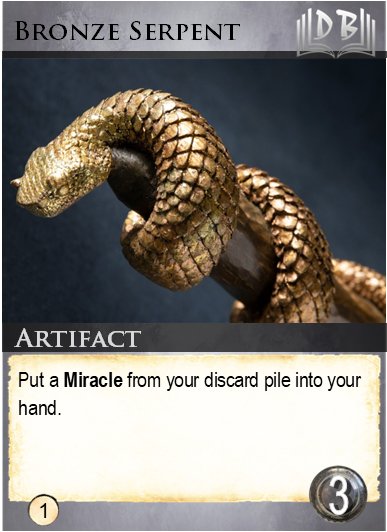 Bronze Serpent
DB
Artifact
Put a Miracle from your discard pile into your
hand.
1
3